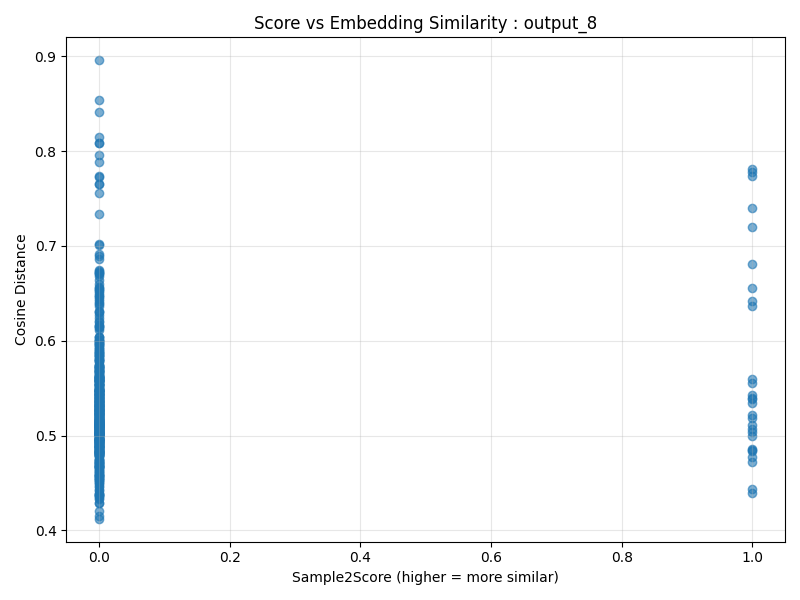 Score vs Embedding Similarity : output_8
Cosine Distance
0.9
0.8
0.7
0.6
0.5
0.4
0.0 0.2 0.4 0.6 0.8 1.0
Sample2Score (higher = more similar)